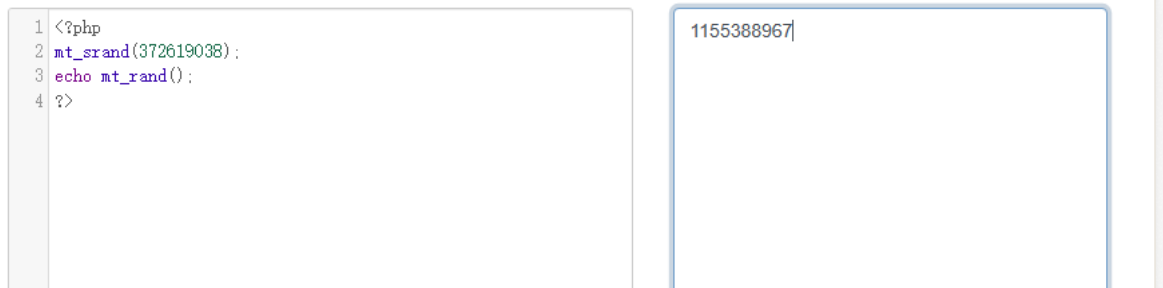 1 <?php
2 mt_srand(372619038);
3 echo mt_rand();
4 ?>
1155388967